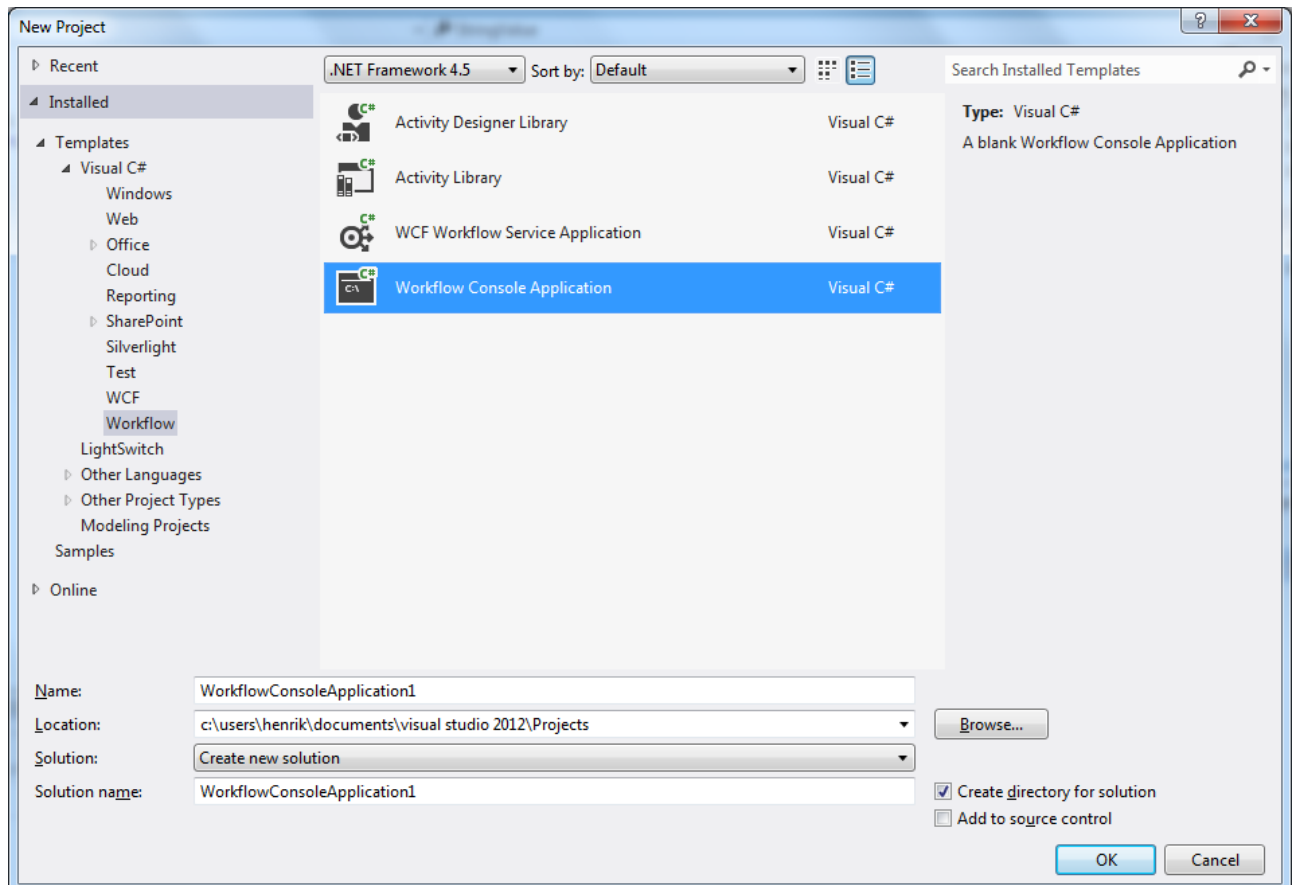 New Project
Recent
.NET Framework 4.5 Sort by: Default
Search Installed Templates
Installed
Templates
Visual C#
Windows
Web
Office
Cloud
Reporting
SharePoint
Silverlight
Test
WCF
Workflow
LightSwitch
Other Languages
Other Project Types
Modeling Projects
Samples
Online
C# Activity Designer Library Visual C#
C# Activity Library Visual C#
C# WCF Workflow Service Application Visual C#
C# C:\ Workflow Console Application Visual C#
Type: Visual C#
A blank Workflow Console Application
Name: WorkflowConsoleApplication1
Location: c:\users\henrik\documents\visual studio 2012\Projects Browse...
Solution: Create new solution
Solution name: WorkflowConsoleApplication1
Create directory for solution
Add to source control
OK Cancel